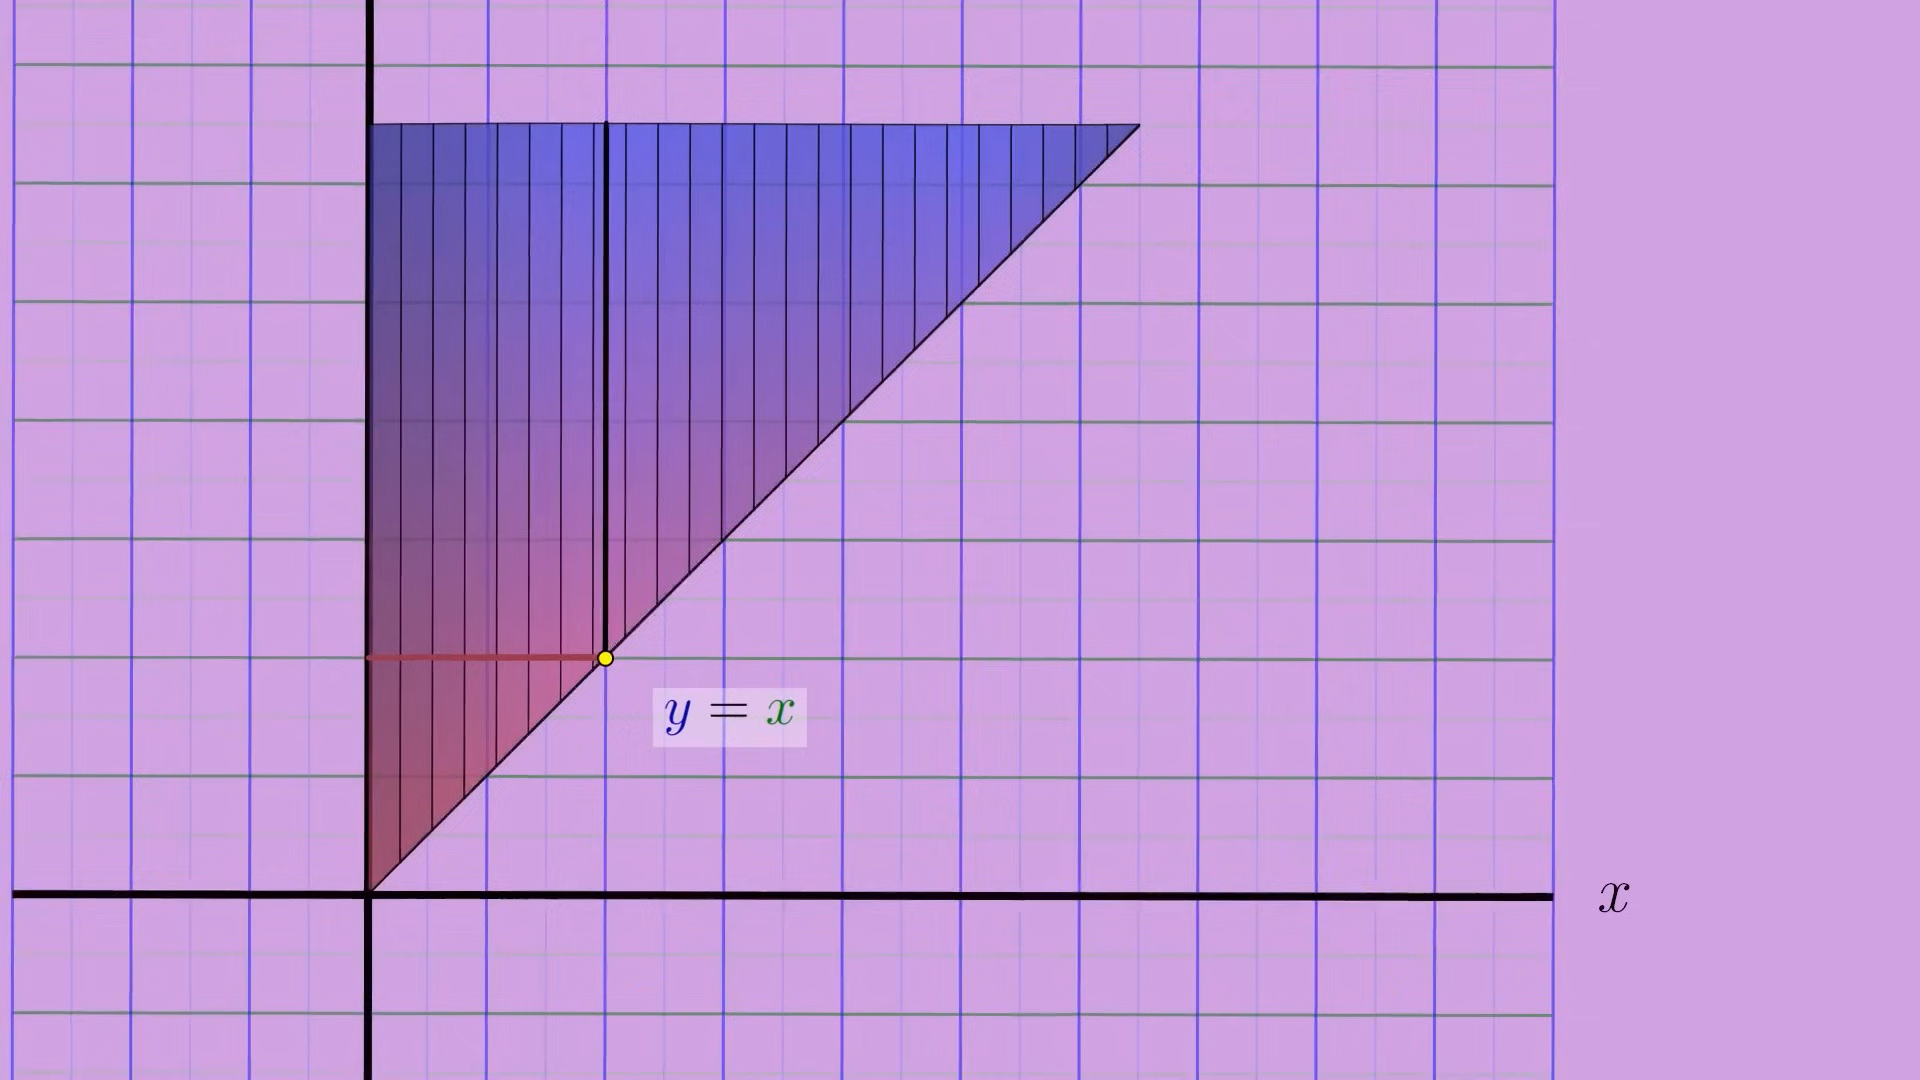 y = x
x